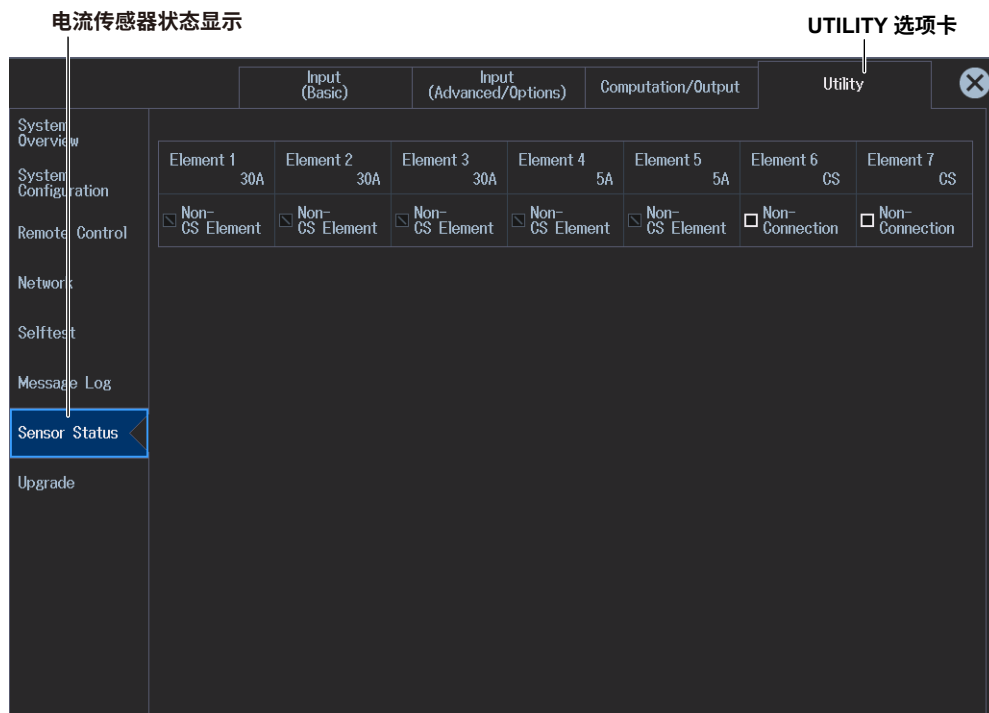 电流传感器状态显示
UTILITY 选项卡
Input
(Basic)
Input
(Advanced/Options)
Computation/Output
Utility
System
Overview
System
Configuration
Remote Control
Network
Selftest
Message Log
Sensor Status
Upgrade
Element 1
30A
Element 2
30A
Element 3
30A
Element 4
5A
Element 5
5A
Element 6
CS
Element 7
CS
Non-
CS Element
Non-
CS Element
Non-
CS Element
Non-
CS Element
Non-
CS Element
Non-
Connection
Non-
Connection